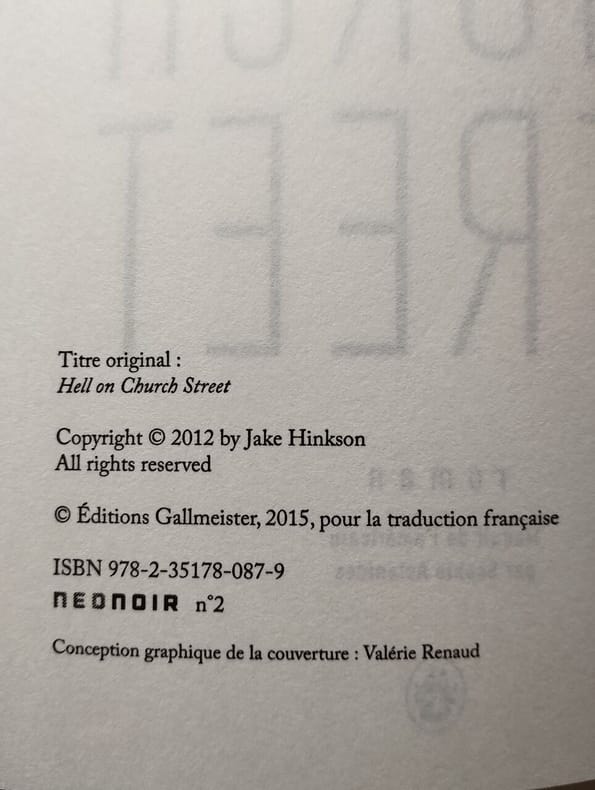 Titre original :
Hell on Church Street
Copyright © 2012 by Jake Hinkson
All rights reserved
© Éditions Gallmeister, 2015, pour la traduction française
ISBN 978-2-35178-087-9
NEONOIR n°2
Conception graphique de la couverture : Valérie Renaud